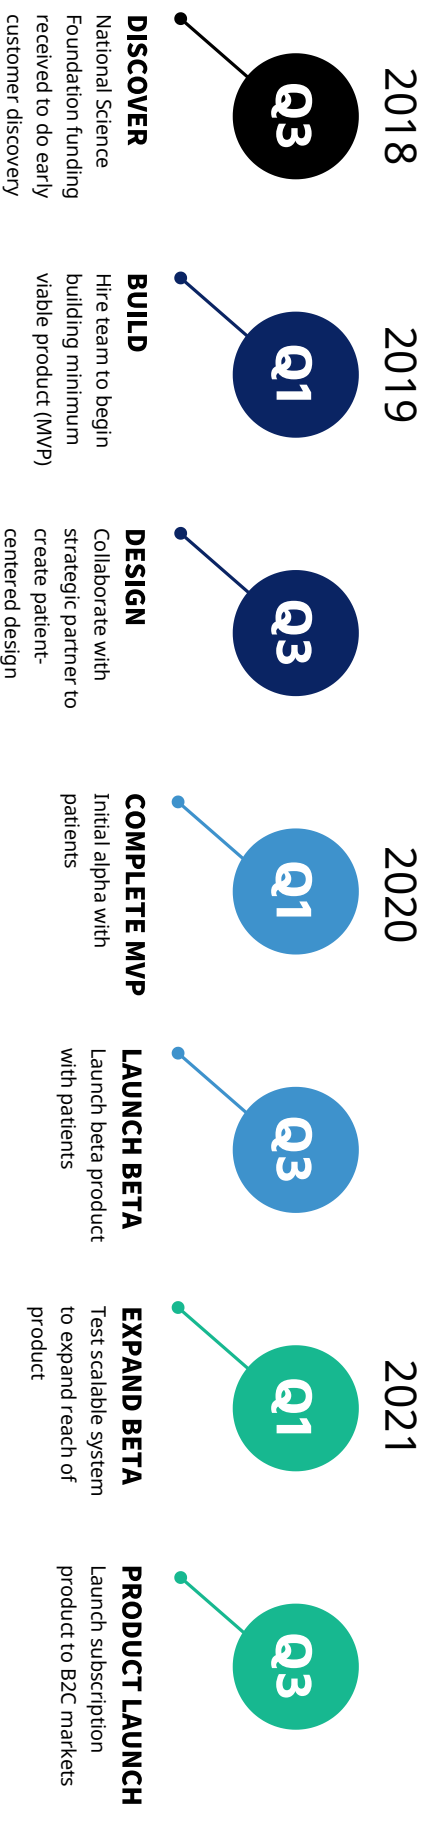 2018
Q3
DISCOVER
National Science
Foundation funding
received to do early
customer discovery
2019
Q1
BUILD
Hire team to begin
building minimum
viable product (MVP)
Q3
DESIGN
Collaborate with
strategic partner to
create patient-
centered design
2020
Q1
COMPLETE MVP
Initial alpha with
patients
Q3
LAUNCH BETA
Launch beta product
with patients
2021
Q1
EXPAND BETA
Test scalable system
to expand reach of
product
Q3
PRODUCT LAUNCH
Launch subscription
product to B2C markets